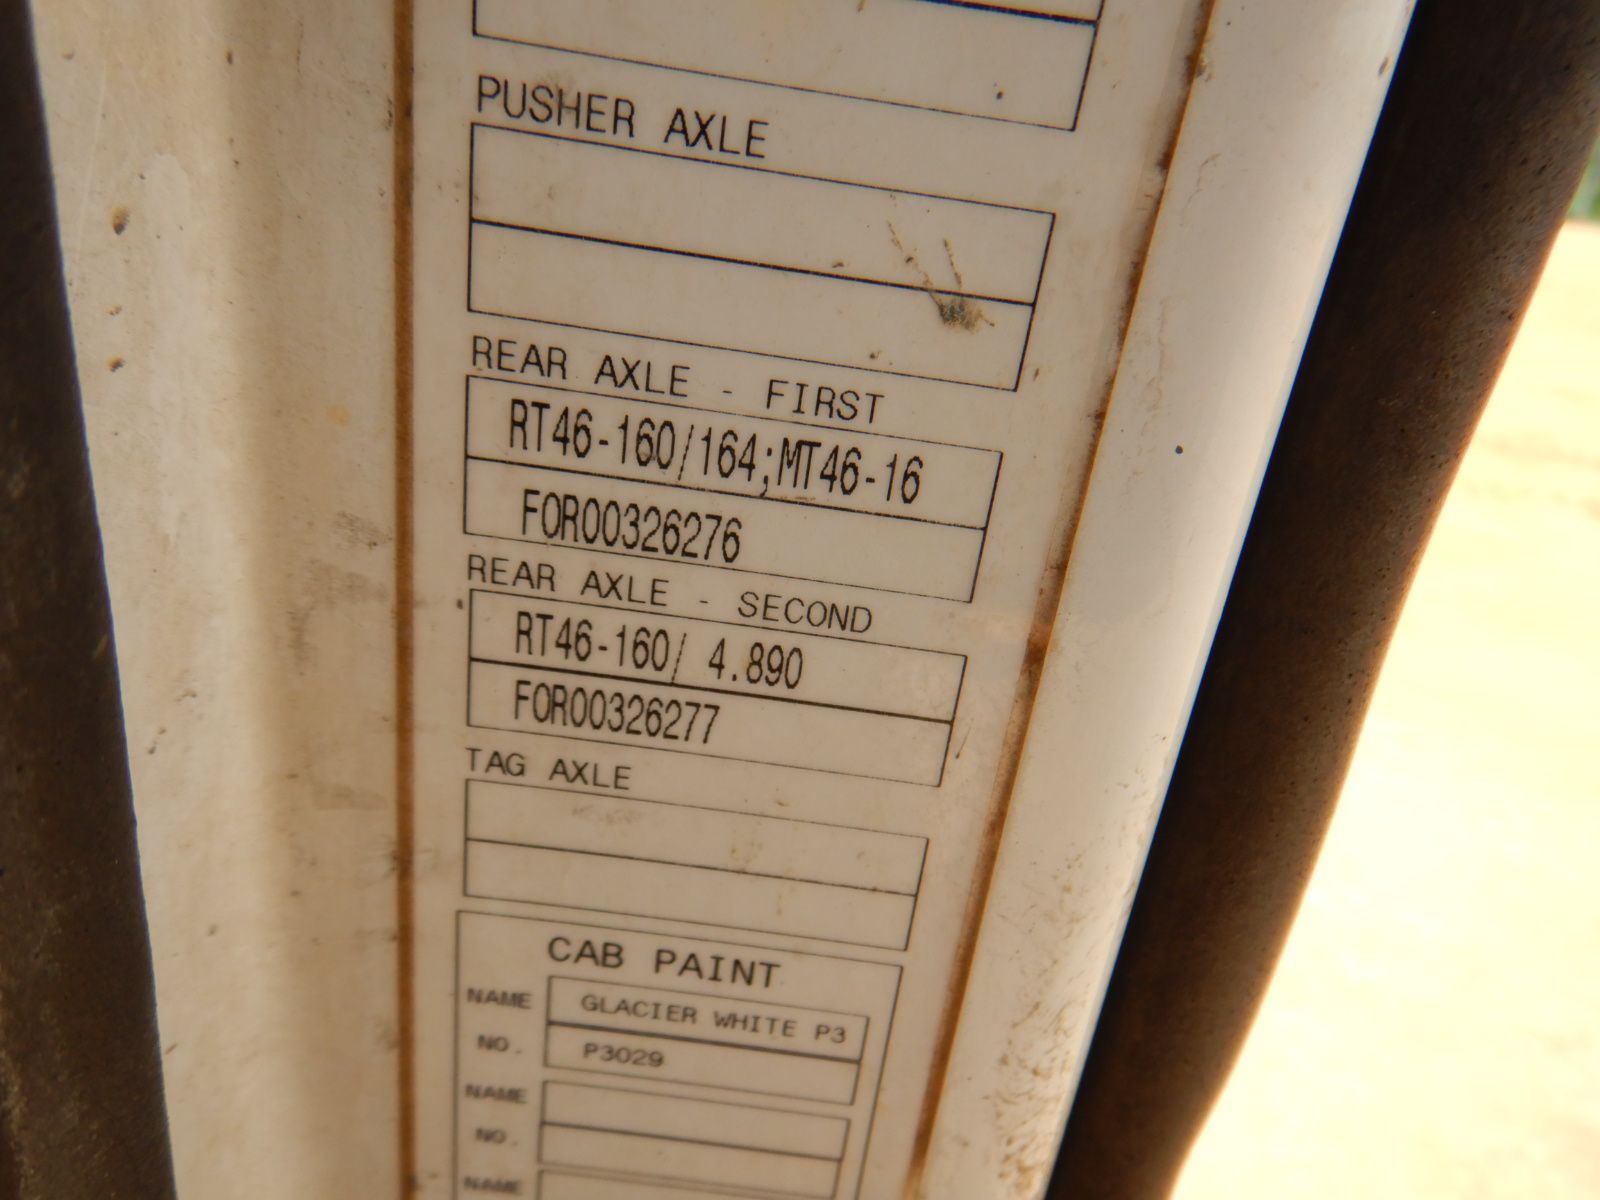 PUSHER AXLE
REAR AXLE - FIRST
RT46-160/164;MT46-16
FOR00326276
REAR AXLE - SECOND
RT46-160/ 4.890
FOR00326277
TAG AXLE
CAB PAINT
NAME GLACIER WHITE P3
NO. P3029
NAME
NO.
NAME